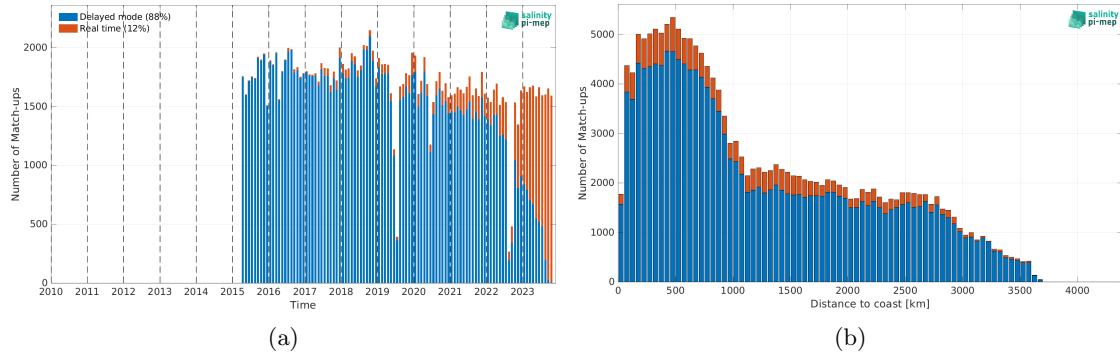 Delayed mode (88%)
Real time (12%)
salinity
pi-mep
2000
1500
1000
500
0
Number of Match-ups
2010 2011 2012 2013 2014 2015 2016 2017 2018 2019 2020 2021 2022 2023
Time
(a)
salinity
pi-mep
5000
4000
3000
2000
1000
0
Number of Match-ups
0 500 1000 1500 2000 2500 3000 3500 4000
Distance to coast [km]
(b)